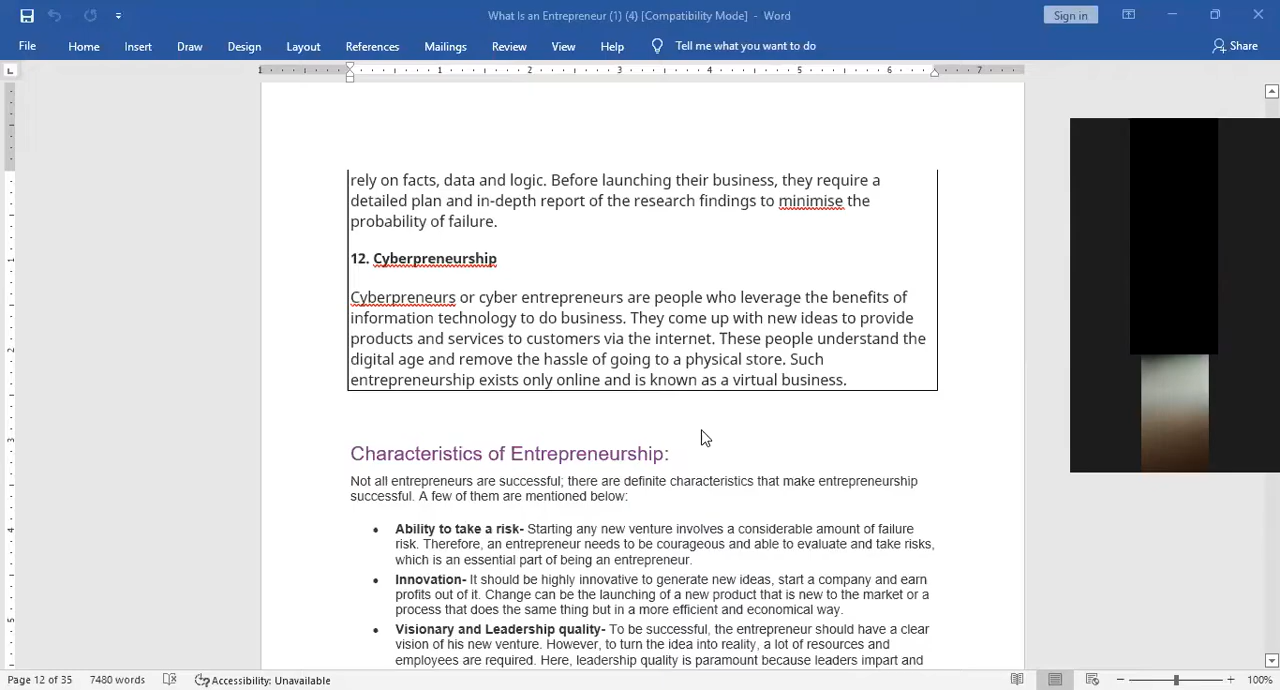 What Is an Entrepreneur (1) (4) [Compatibility Mode] - Word
Sign in
File Home Insert Draw Design Layout References Mailings Review View Help Tell me what you want to do Share
1 1 2 3 4 5 6 7
rely on facts, data and logic. Before launching their business, they require a
detailed plan and in-depth report of the research findings to minimise the
probability of failure.
12. Cyberpreneurship
Cyberpreneurs or cyber entrepreneurs are people who leverage the benefits of
information technology to do business. They come up with new ideas to provide
products and services to customers via the internet. These people understand the
digital age and remove the hassle of going to a physical store. Such
entrepreneurship exists only online and is known as a virtual business.
Characteristics of Entrepreneurship:
Not all entrepreneurs are successful; there are definite characteristics that make entrepreneurship
successful. A few of them are mentioned below:
• Ability to take a risk- Starting any new venture involves a considerable amount of failure
risk. Therefore, an entrepreneur needs to be courageous and able to evaluate and take risks,
which is an essential part of being an entrepreneur.
• Innovation- It should be highly innovative to generate new ideas, start a company and earn
profits out of it. Change can be the launching of a new product that is new to the market or a
process that does the same thing but in a more efficient and economical way.
• Visionary and Leadership quality- To be successful, the entrepreneur should have a clear
vision of his new venture. However, to turn the idea into reality, a lot of resources and
employees are required. Here, leadership quality is paramount because leaders impart and
Page 12 of 35 7480 words Accessibility: Unavailable 100%